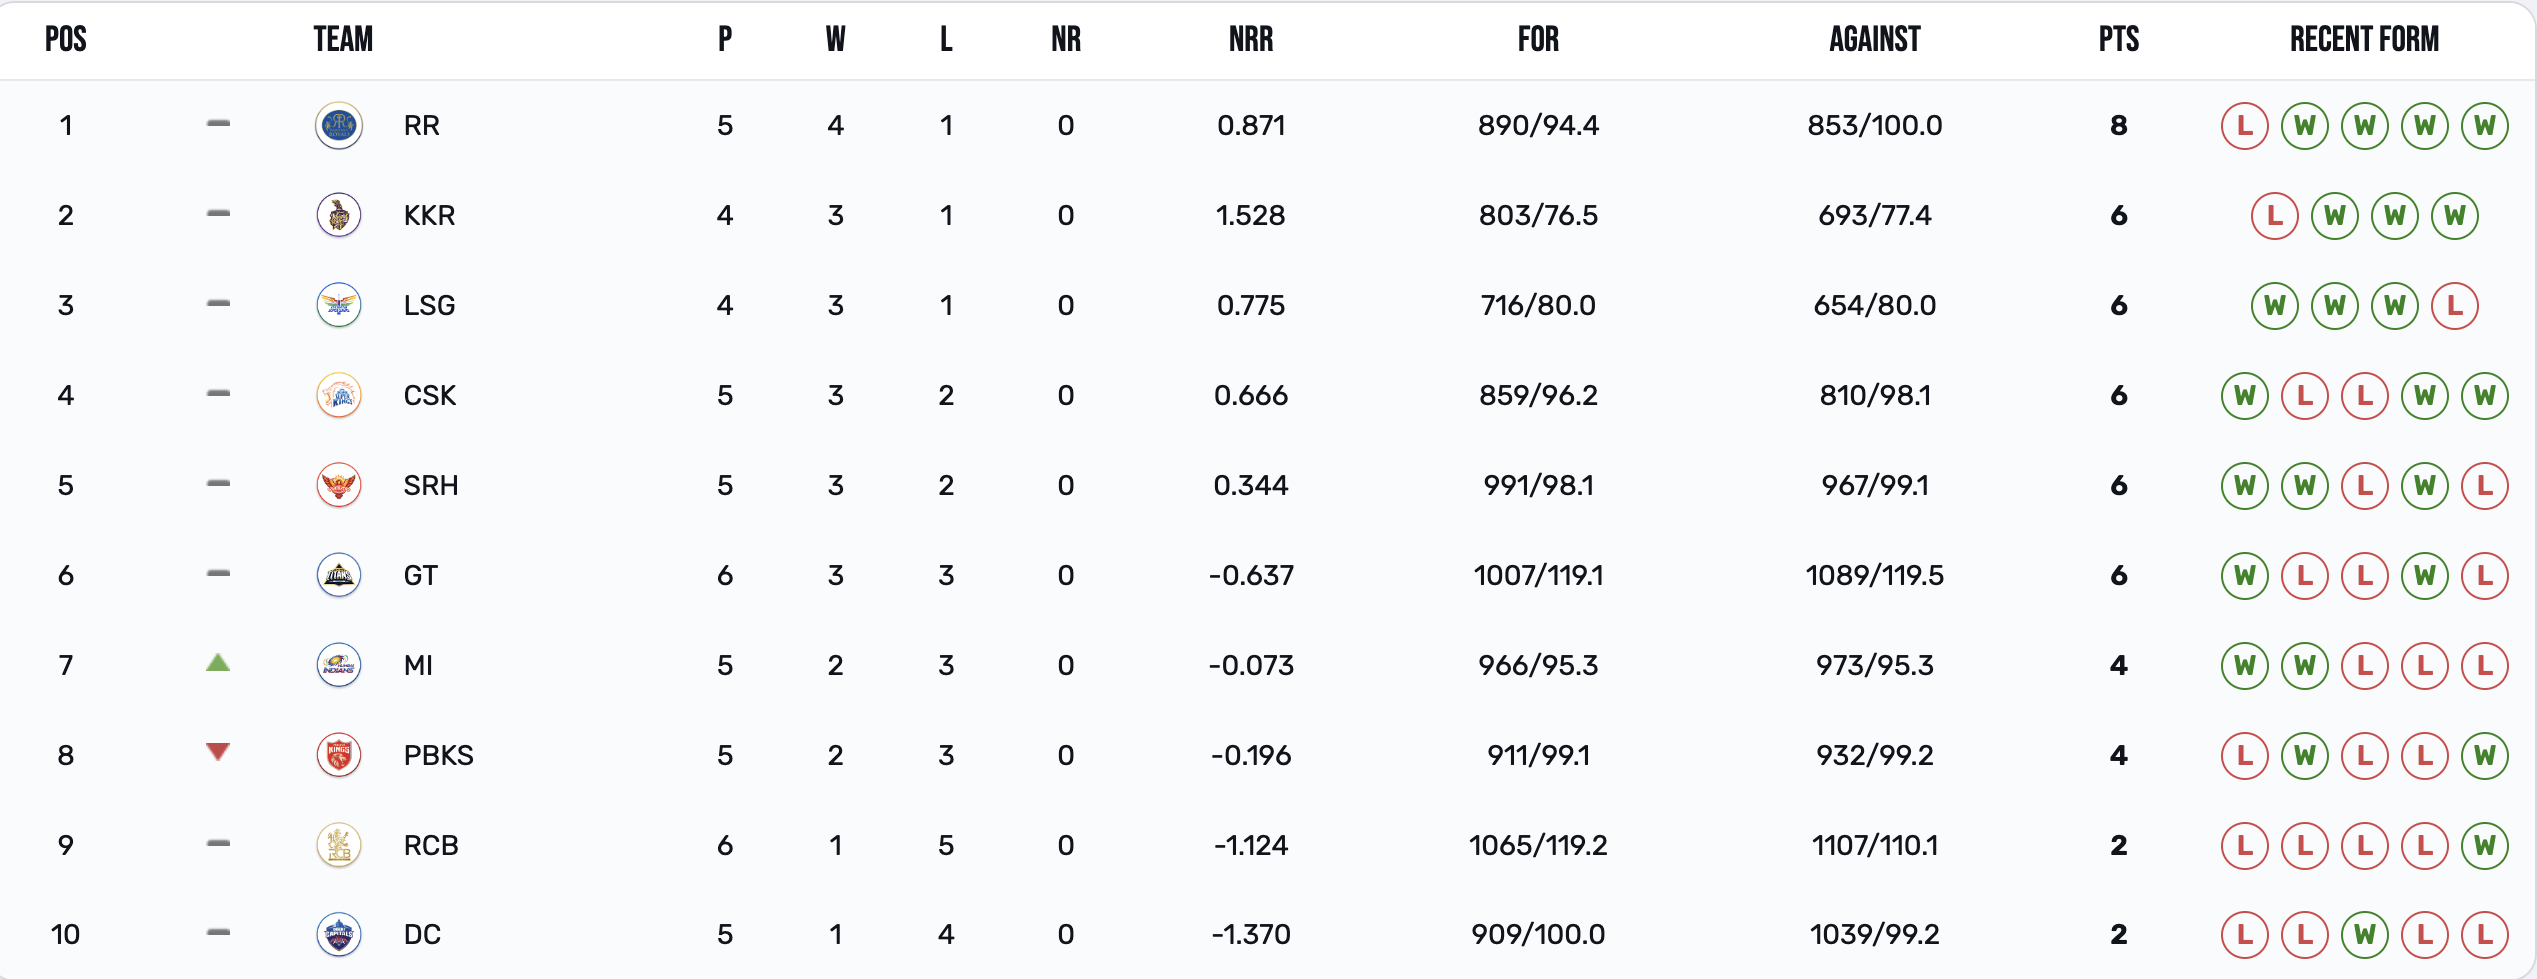 POS TEAM P W L NR NRR FOR AGAINST PTS RECENT FORM
1 RR 5 4 1 0 0.871 890/94.4 853/100.0 8 L W W W W
2 KKR 4 3 1 0 1.528 803/76.5 693/77.4 6 L W W W
3 LSG 4 3 1 0 0.775 716/80.0 654/80.0 6 W W W L
4 CSK 5 3 2 0 0.666 859/96.2 810/98.1 6 W L L W W
5 SRH 5 3 2 0 0.344 991/98.1 967/99.1 6 W W L W L
6 GT 6 3 3 0 -0.637 1007/119.1 1089/119.5 6 W L L W L
7 MI 5 2 3 0 -0.073 966/95.3 973/95.3 4 W W L L L
8 PBKS 5 2 3 0 -0.196 911/99.1 932/99.2 4 L W L L W
9 RCB 6 1 5 0 -1.124 1065/119.2 1107/110.1 2 L L L L W
10 DC 5 1 4 0 -1.370 909/100.0 1039/99.2 2 L L W L L